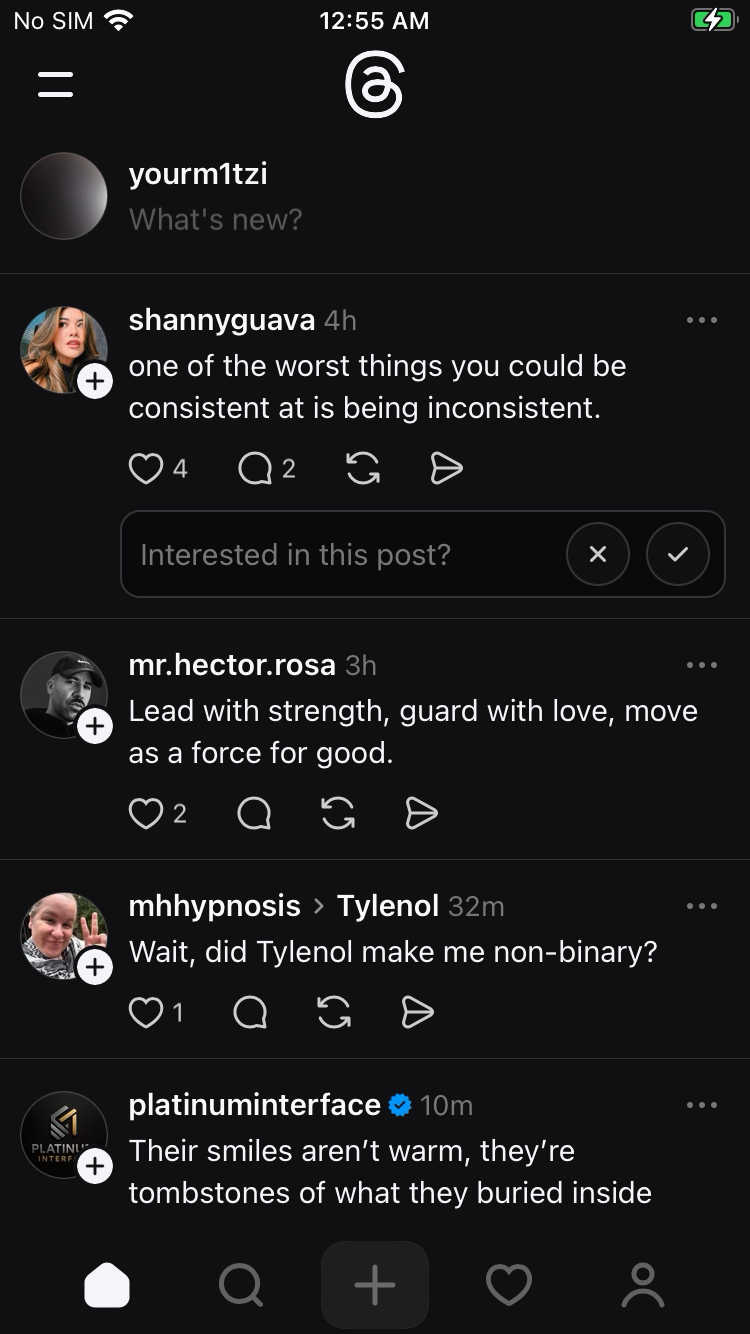 No SIM 12:55 AM
yourm1tzi
What's new?
shannyguava 4h
one of the worst things you could be
consistent at is being inconsistent.
4 2
Interested in this post?
mr.hector.rosa 3h
Lead with strength, guard with love, move
as a force for good.
2
mhhypnosis > Tylenol 32m
Wait, did Tylenol make me non-binary?
1
platinuminterface 10m
Their smiles aren’t warm, they’re
tombstones of what they buried inside